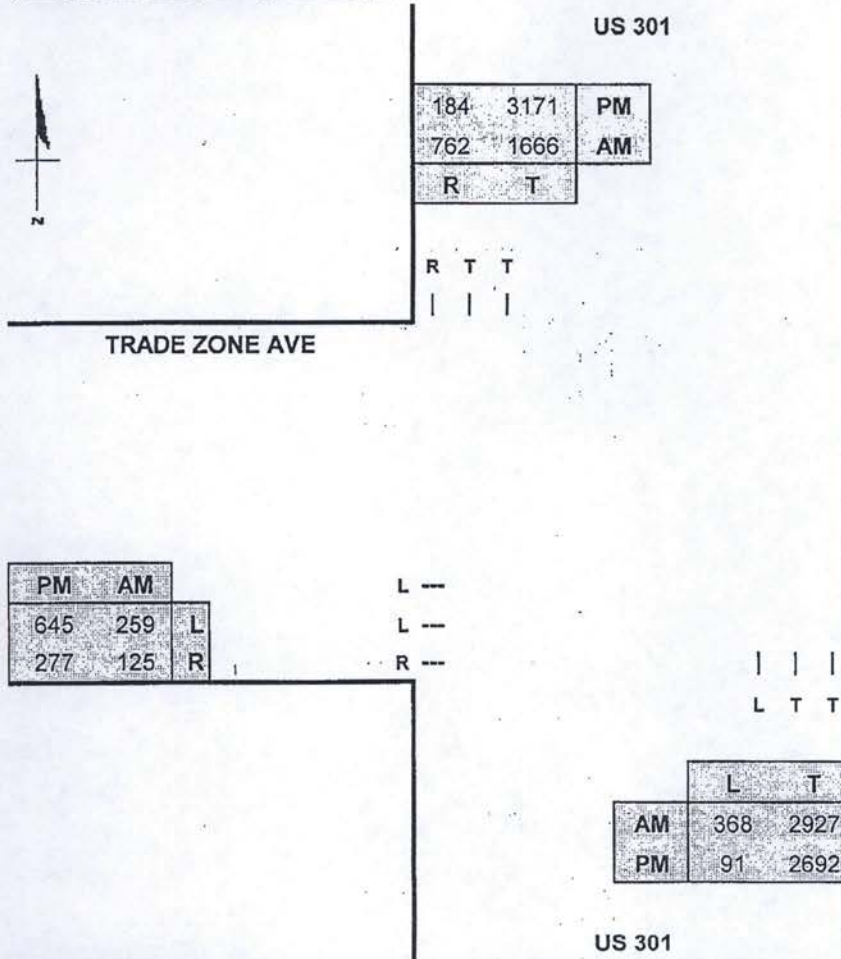 US 301
184 3171 PM
762 1666 AM
R T
N
R T T
TRADE ZONE AVE
PM AM
645 259 L
277 125 R
L ---
L ---
R ---
L T T
L T
AM 368 2927
PM 91 2692
US 301